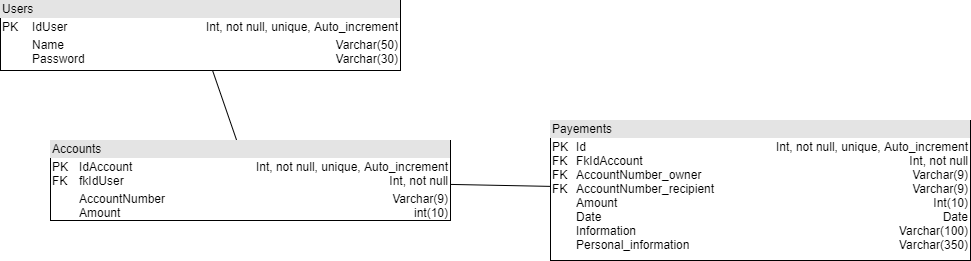 Users
PK IdUser Int, not null, unique, Auto_increment
Name Varchar(50)
Password Varchar(30)
Accounts
PK IdAccount Int, not null, unique, Auto_increment
FK fkIdUser Int, not null
AccountNumber Varchar(9)
Amount int(10)
Payements
PK Id Int, not null, unique, Auto_increment
FK FkIdAccount Int, not null
FK AccountNumber_owner Varchar(9)
FK AccountNumber_recipient Varchar(9)
Amount Int(10)
Date Date
Information Varchar(100)
Personal_information Varchar(350)